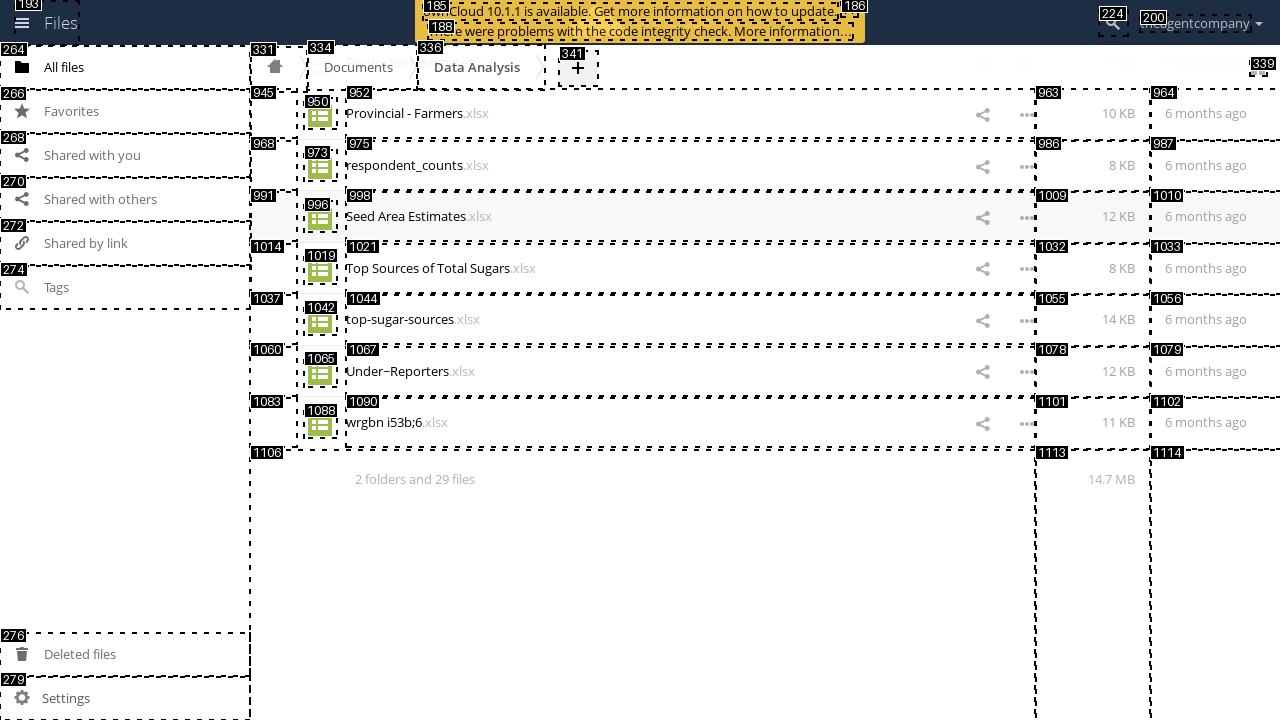 193
Files
185
ownCloud 10.1.1 is available. Get more information on how to update.
186
188
There were problems with the code integrity check. More information…
224
200
theagentcompany
264
All files
331
334
Documents
336
Data Analysis
341
+
339
266
Favorites
945
950
952
Provincial - Farmers.xlsx
963
10 KB
964
6 months ago
268
Shared with you
968
973
975
respondent_counts.xlsx
986
8 KB
987
6 months ago
270
Shared with others
991
996
998
Seed Area Estimates.xlsx
1009
12 KB
1010
6 months ago
272
Shared by link
1014
1019
1021
Top Sources of Total Sugars.xlsx
1032
8 KB
1033
6 months ago
274
Tags
1037
1042
1044
top-sugar-sources.xlsx
1055
14 KB
1056
6 months ago
1060
1065
1067
Under~Reporters.xlsx
1078
12 KB
1079
6 months ago
1083
1088
1090
wrgbn i53b;6.xlsx
1101
11 KB
1102
6 months ago
1106
2 folders and 29 files
1113
14.7 MB
1114
276
Deleted files
279
Settings